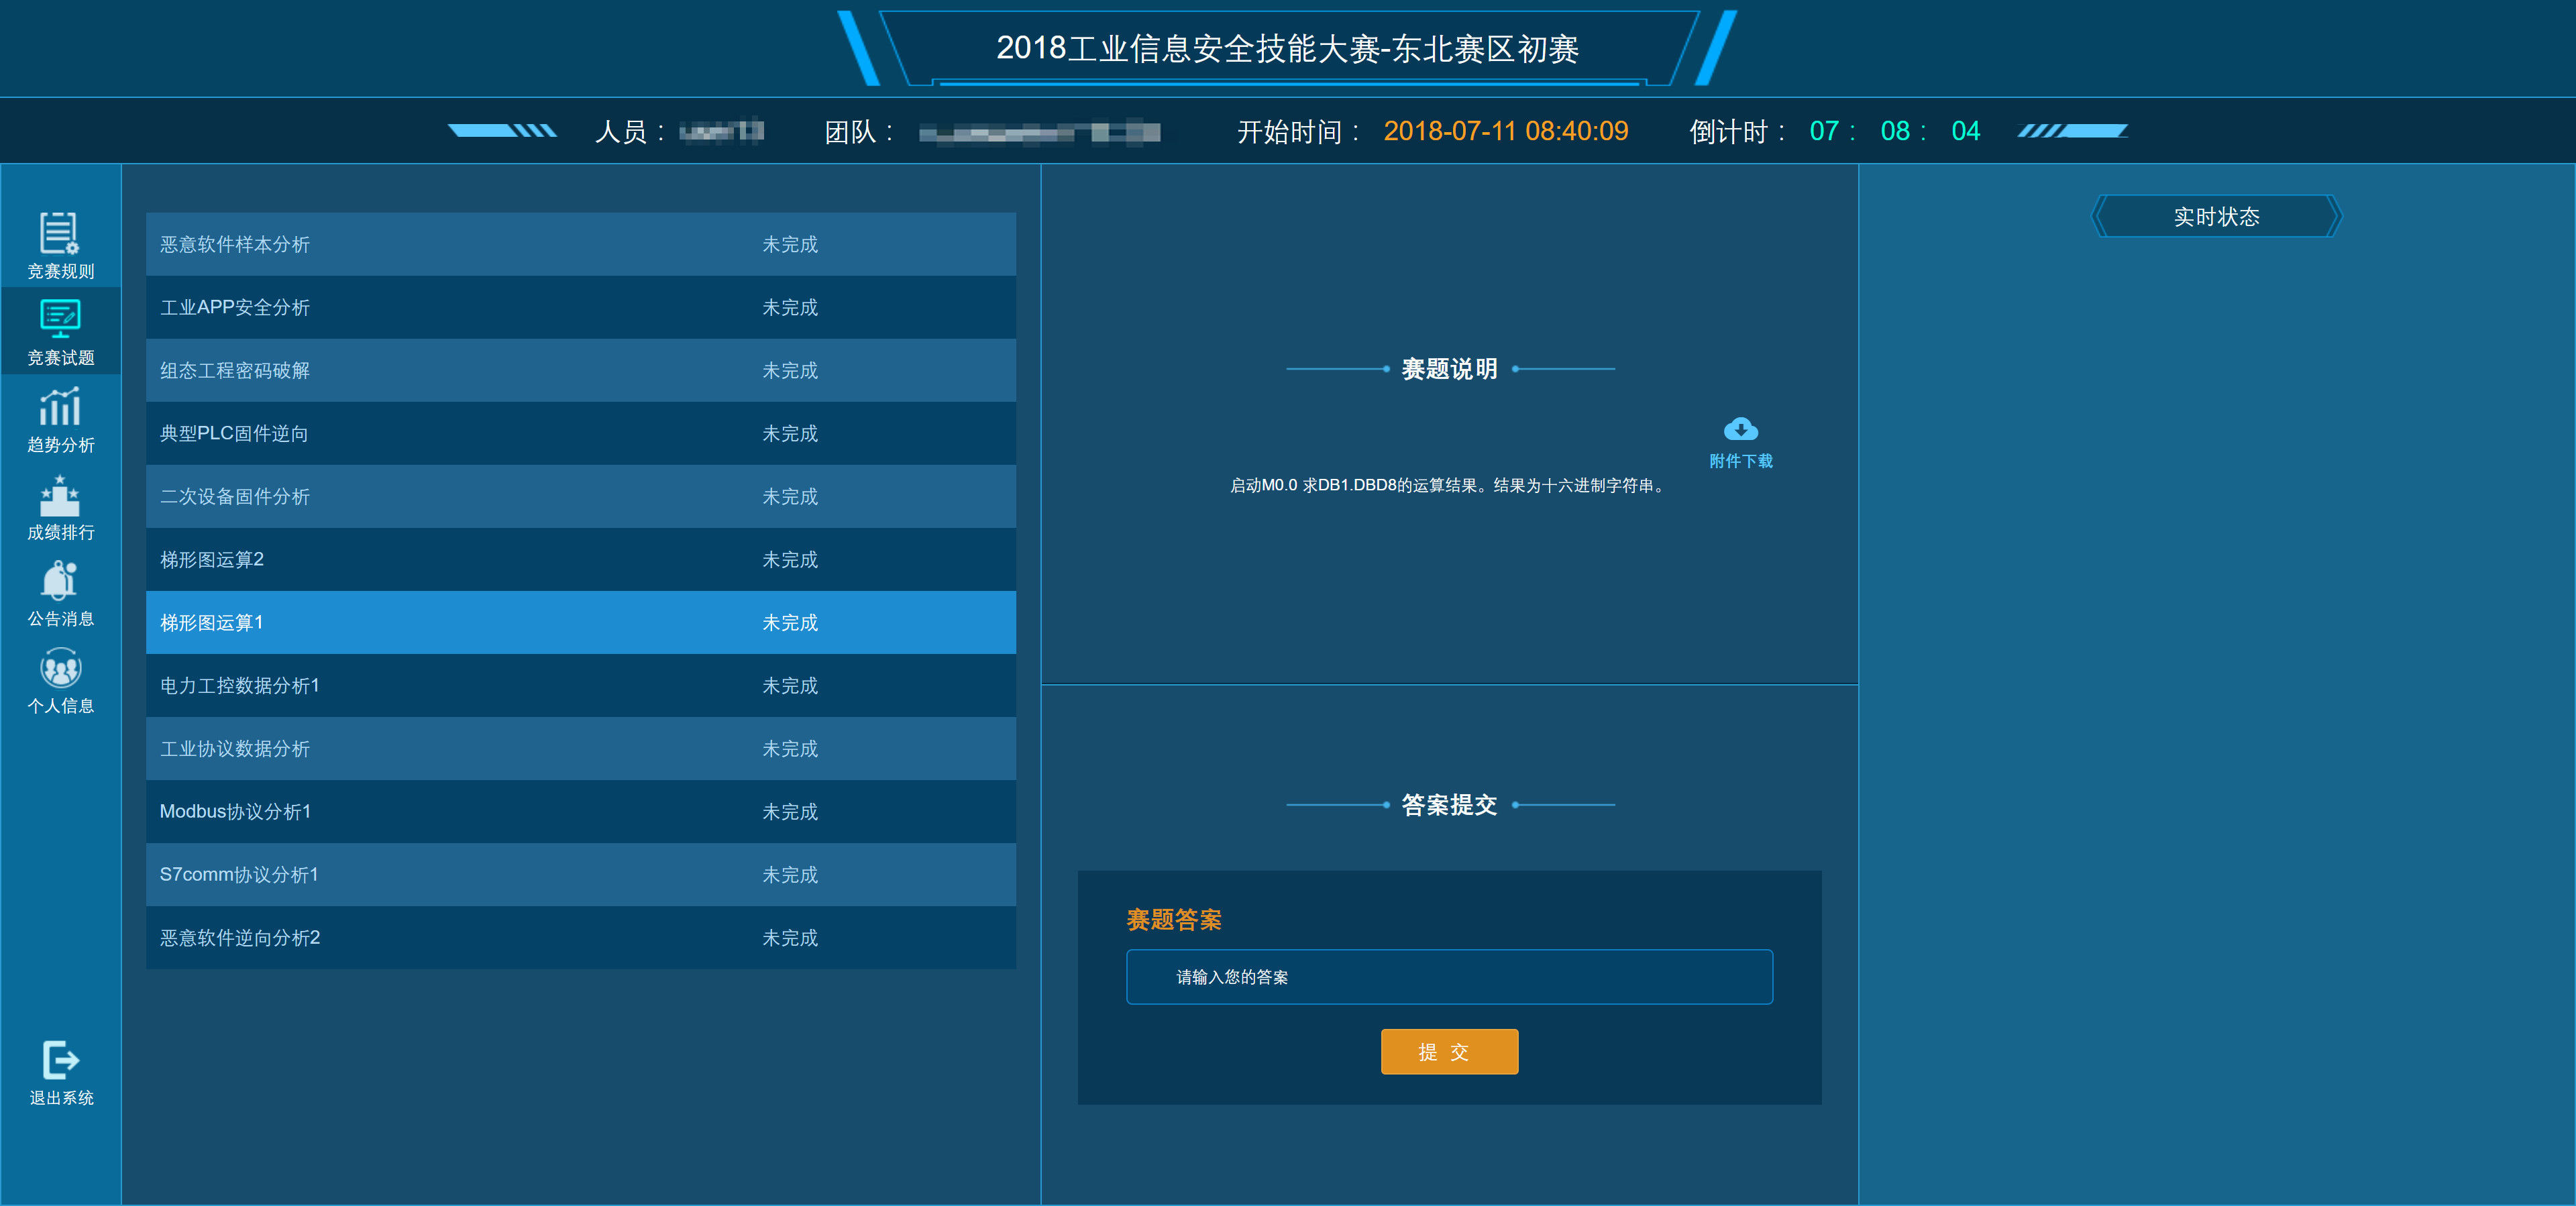 2018工业信息安全技能大赛-东北赛区初赛
人员： 团队： 开始时间： 2018-07-11 08:40:09 倒计时： 07： 08： 04
竞赛规则
竞赛试题
趋势分析
成绩排行
公告消息
个人信息
退出系统
恶意软件样本分析 未完成
工业APP安全分析 未完成
组态工程密码破解 未完成
典型PLC固件逆向 未完成
二次设备固件分析 未完成
梯形图运算2 未完成
梯形图运算1 未完成
电力工控数据分析1 未完成
工业协议数据分析 未完成
Modbus协议分析1 未完成
S7comm协议分析1 未完成
恶意软件逆向分析2 未完成
赛题说明
附件下载
启动M0.0 求DB1.DBD8的运算结果。结果为十六进制字符串。
答案提交
赛题答案
请输入您的答案
提 交
实时状态